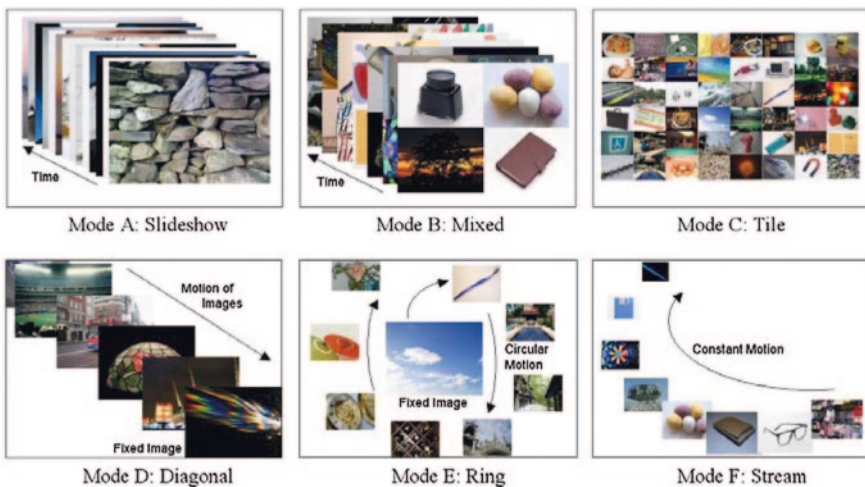 Time
Time
Mode A: Slideshow
Mode B: Mixed
Mode C: Tile
Motion of
Images
Fixed Image
Fixed Image
Circular
Motion
Constant Motion
Mode D: Diagonal
Mode E: Ring
Mode F: Stream